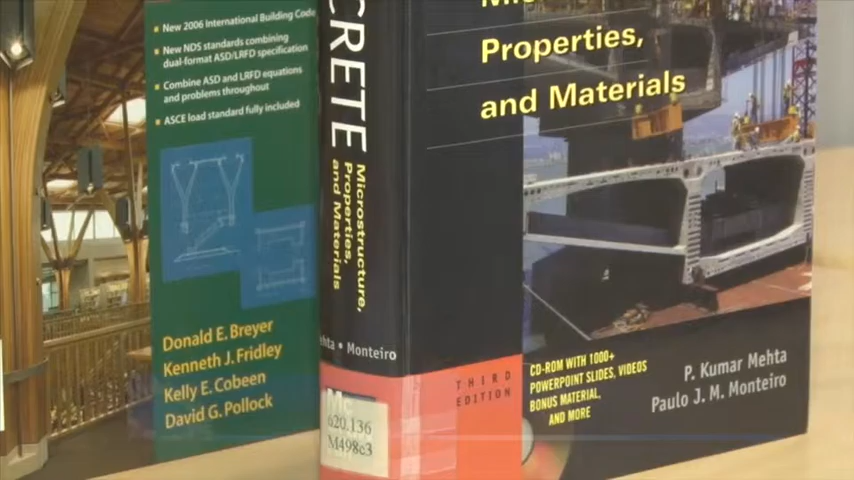 New 2006 International Building Code
New NDS standards combining
dual-format ASD/LRFD specification
Combine ASD and LRFD equations
and problems throughout
ASCE load standard fully included
Donald E. Breyer
Kenneth J. Fridley
Kelly E. Cobeen
David G. Pollock
CRETE
Microstructure,
Properties,
and Materials
hta • Monteiro
620.136
M498c3
Properties,
and Materials
THIRD
EDITION
CD-ROM WITH 1000+
POWERPOINT SLIDES, VIDEOS
BONUS MATERIAL,
AND MORE
P. Kumar Mehta
Paulo J. M. Monteiro